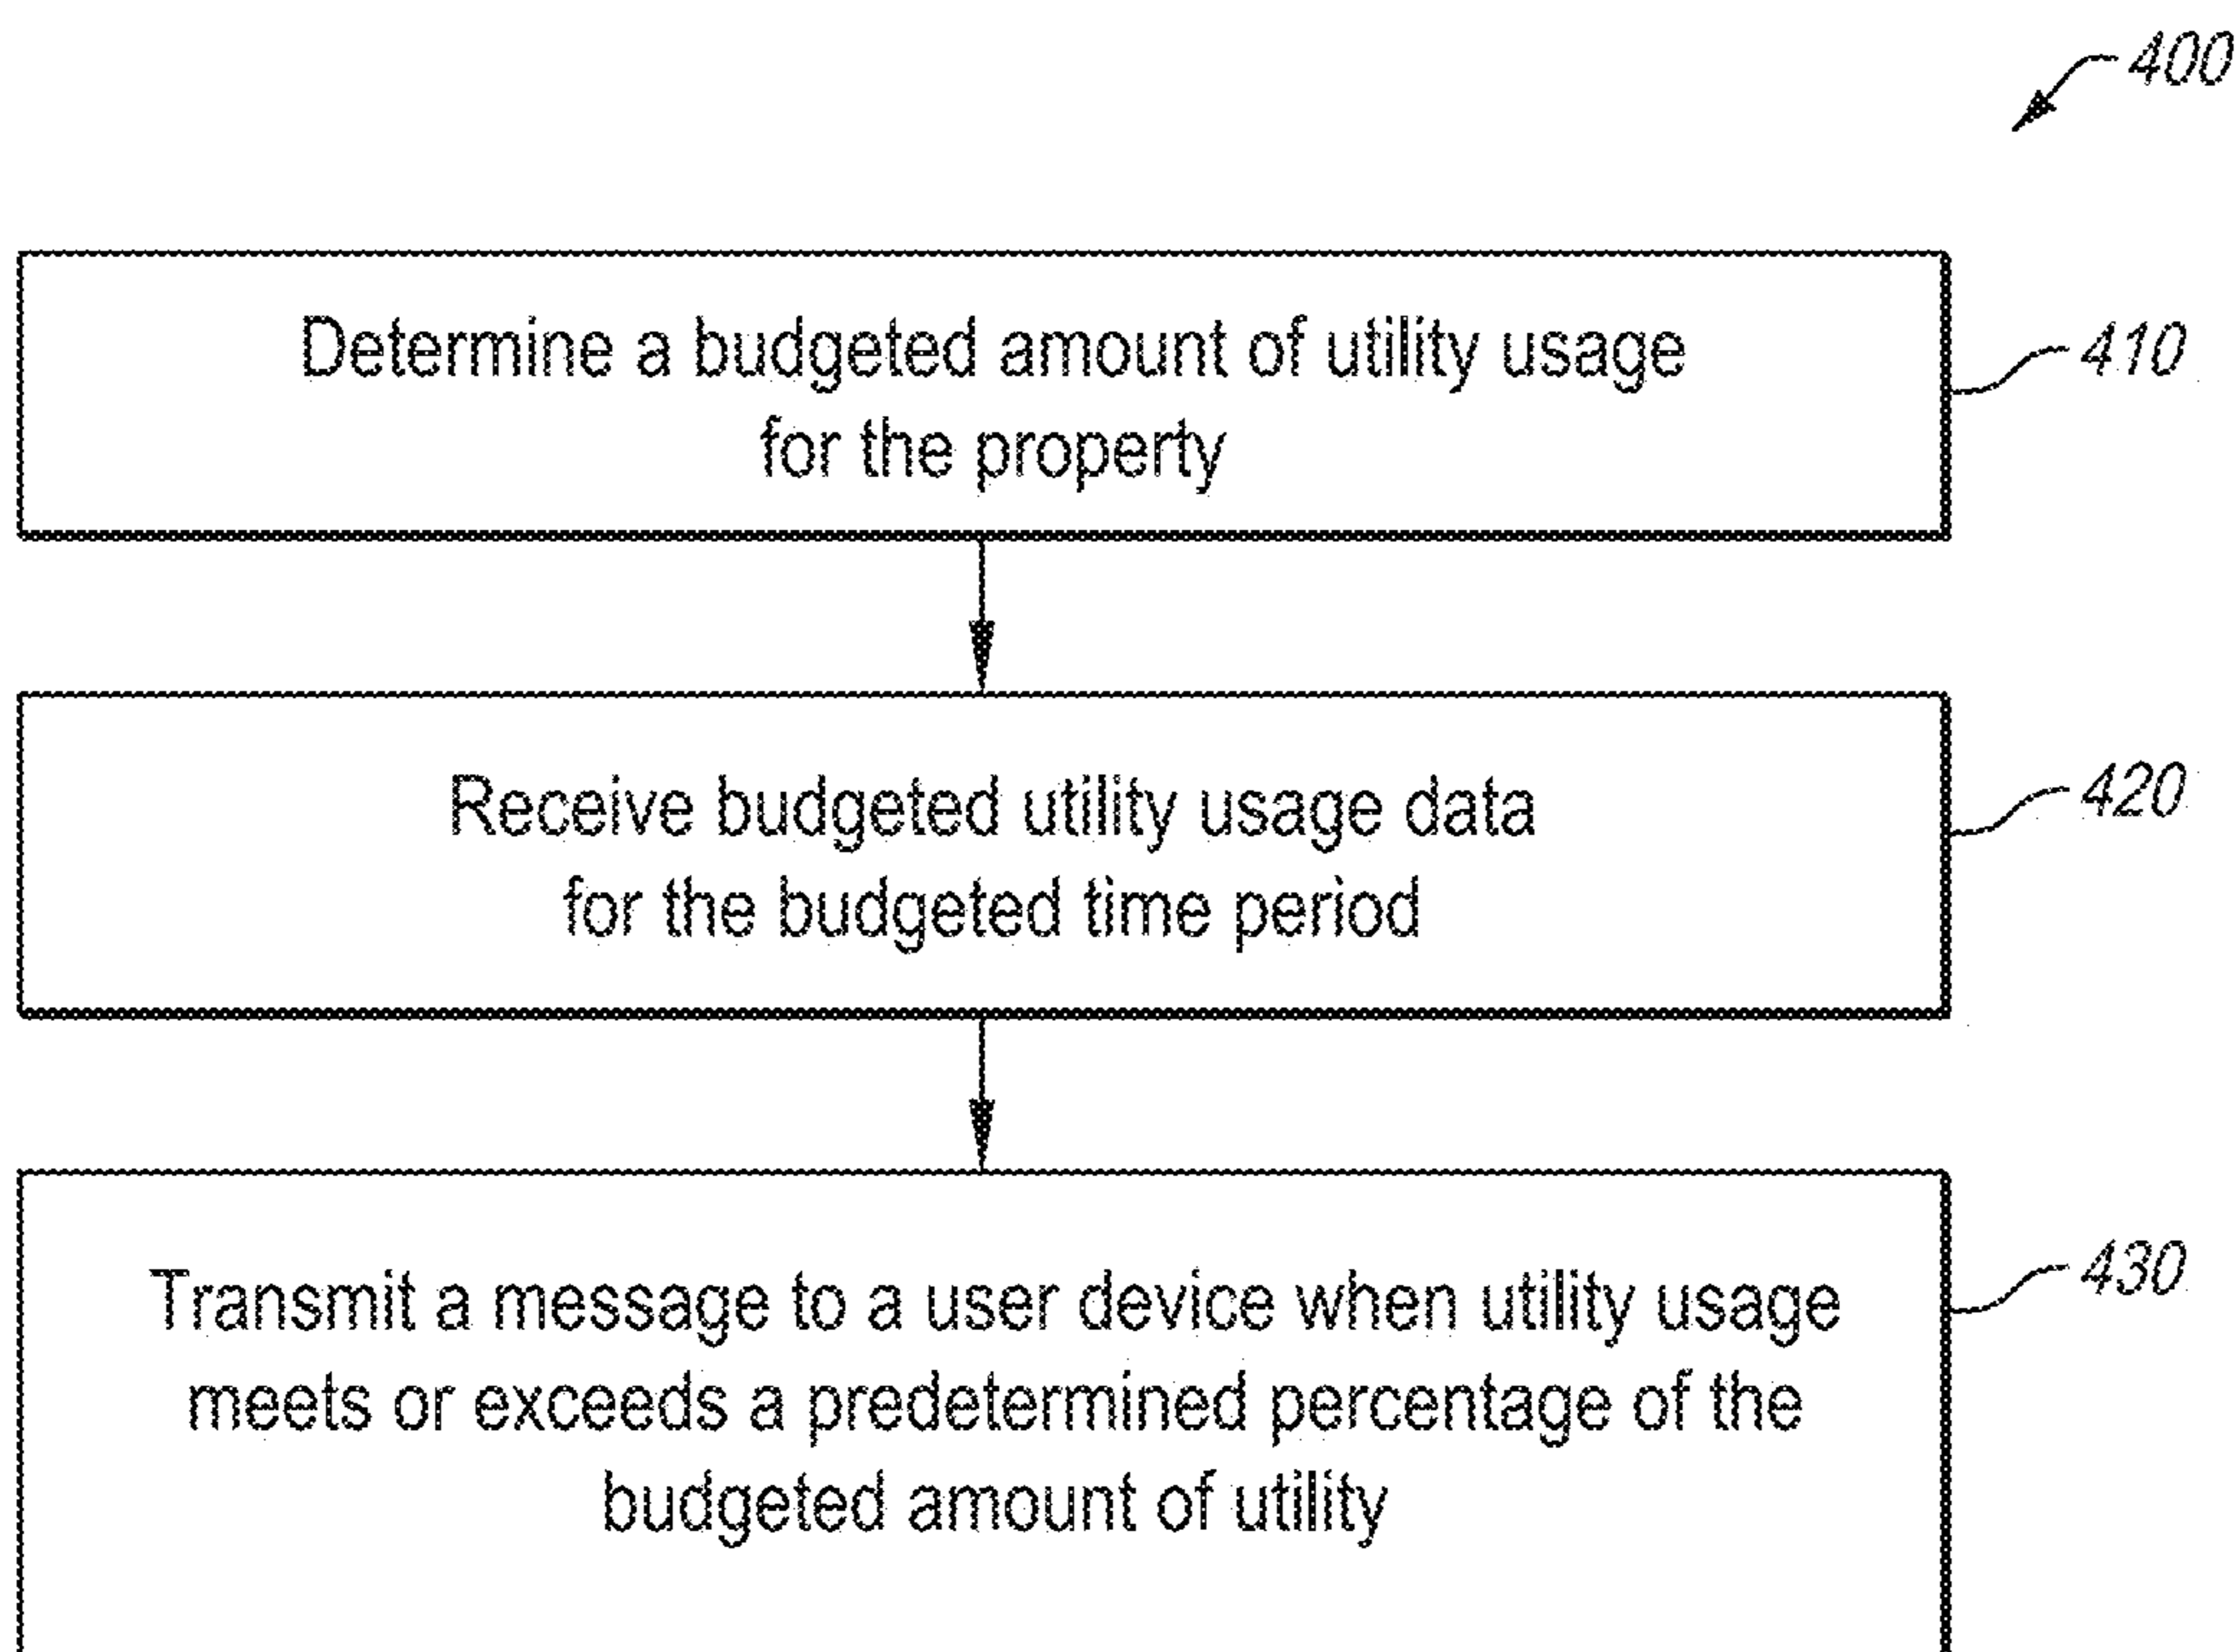 400
Determine a budgeted amount of utility usage
for the property
410
Receive budgeted utility usage data
for the budgeted time period
420
Transmit a message to a user device when utility usage
meets or exceeds a predetermined percentage of the
budgeted amount of utility
430